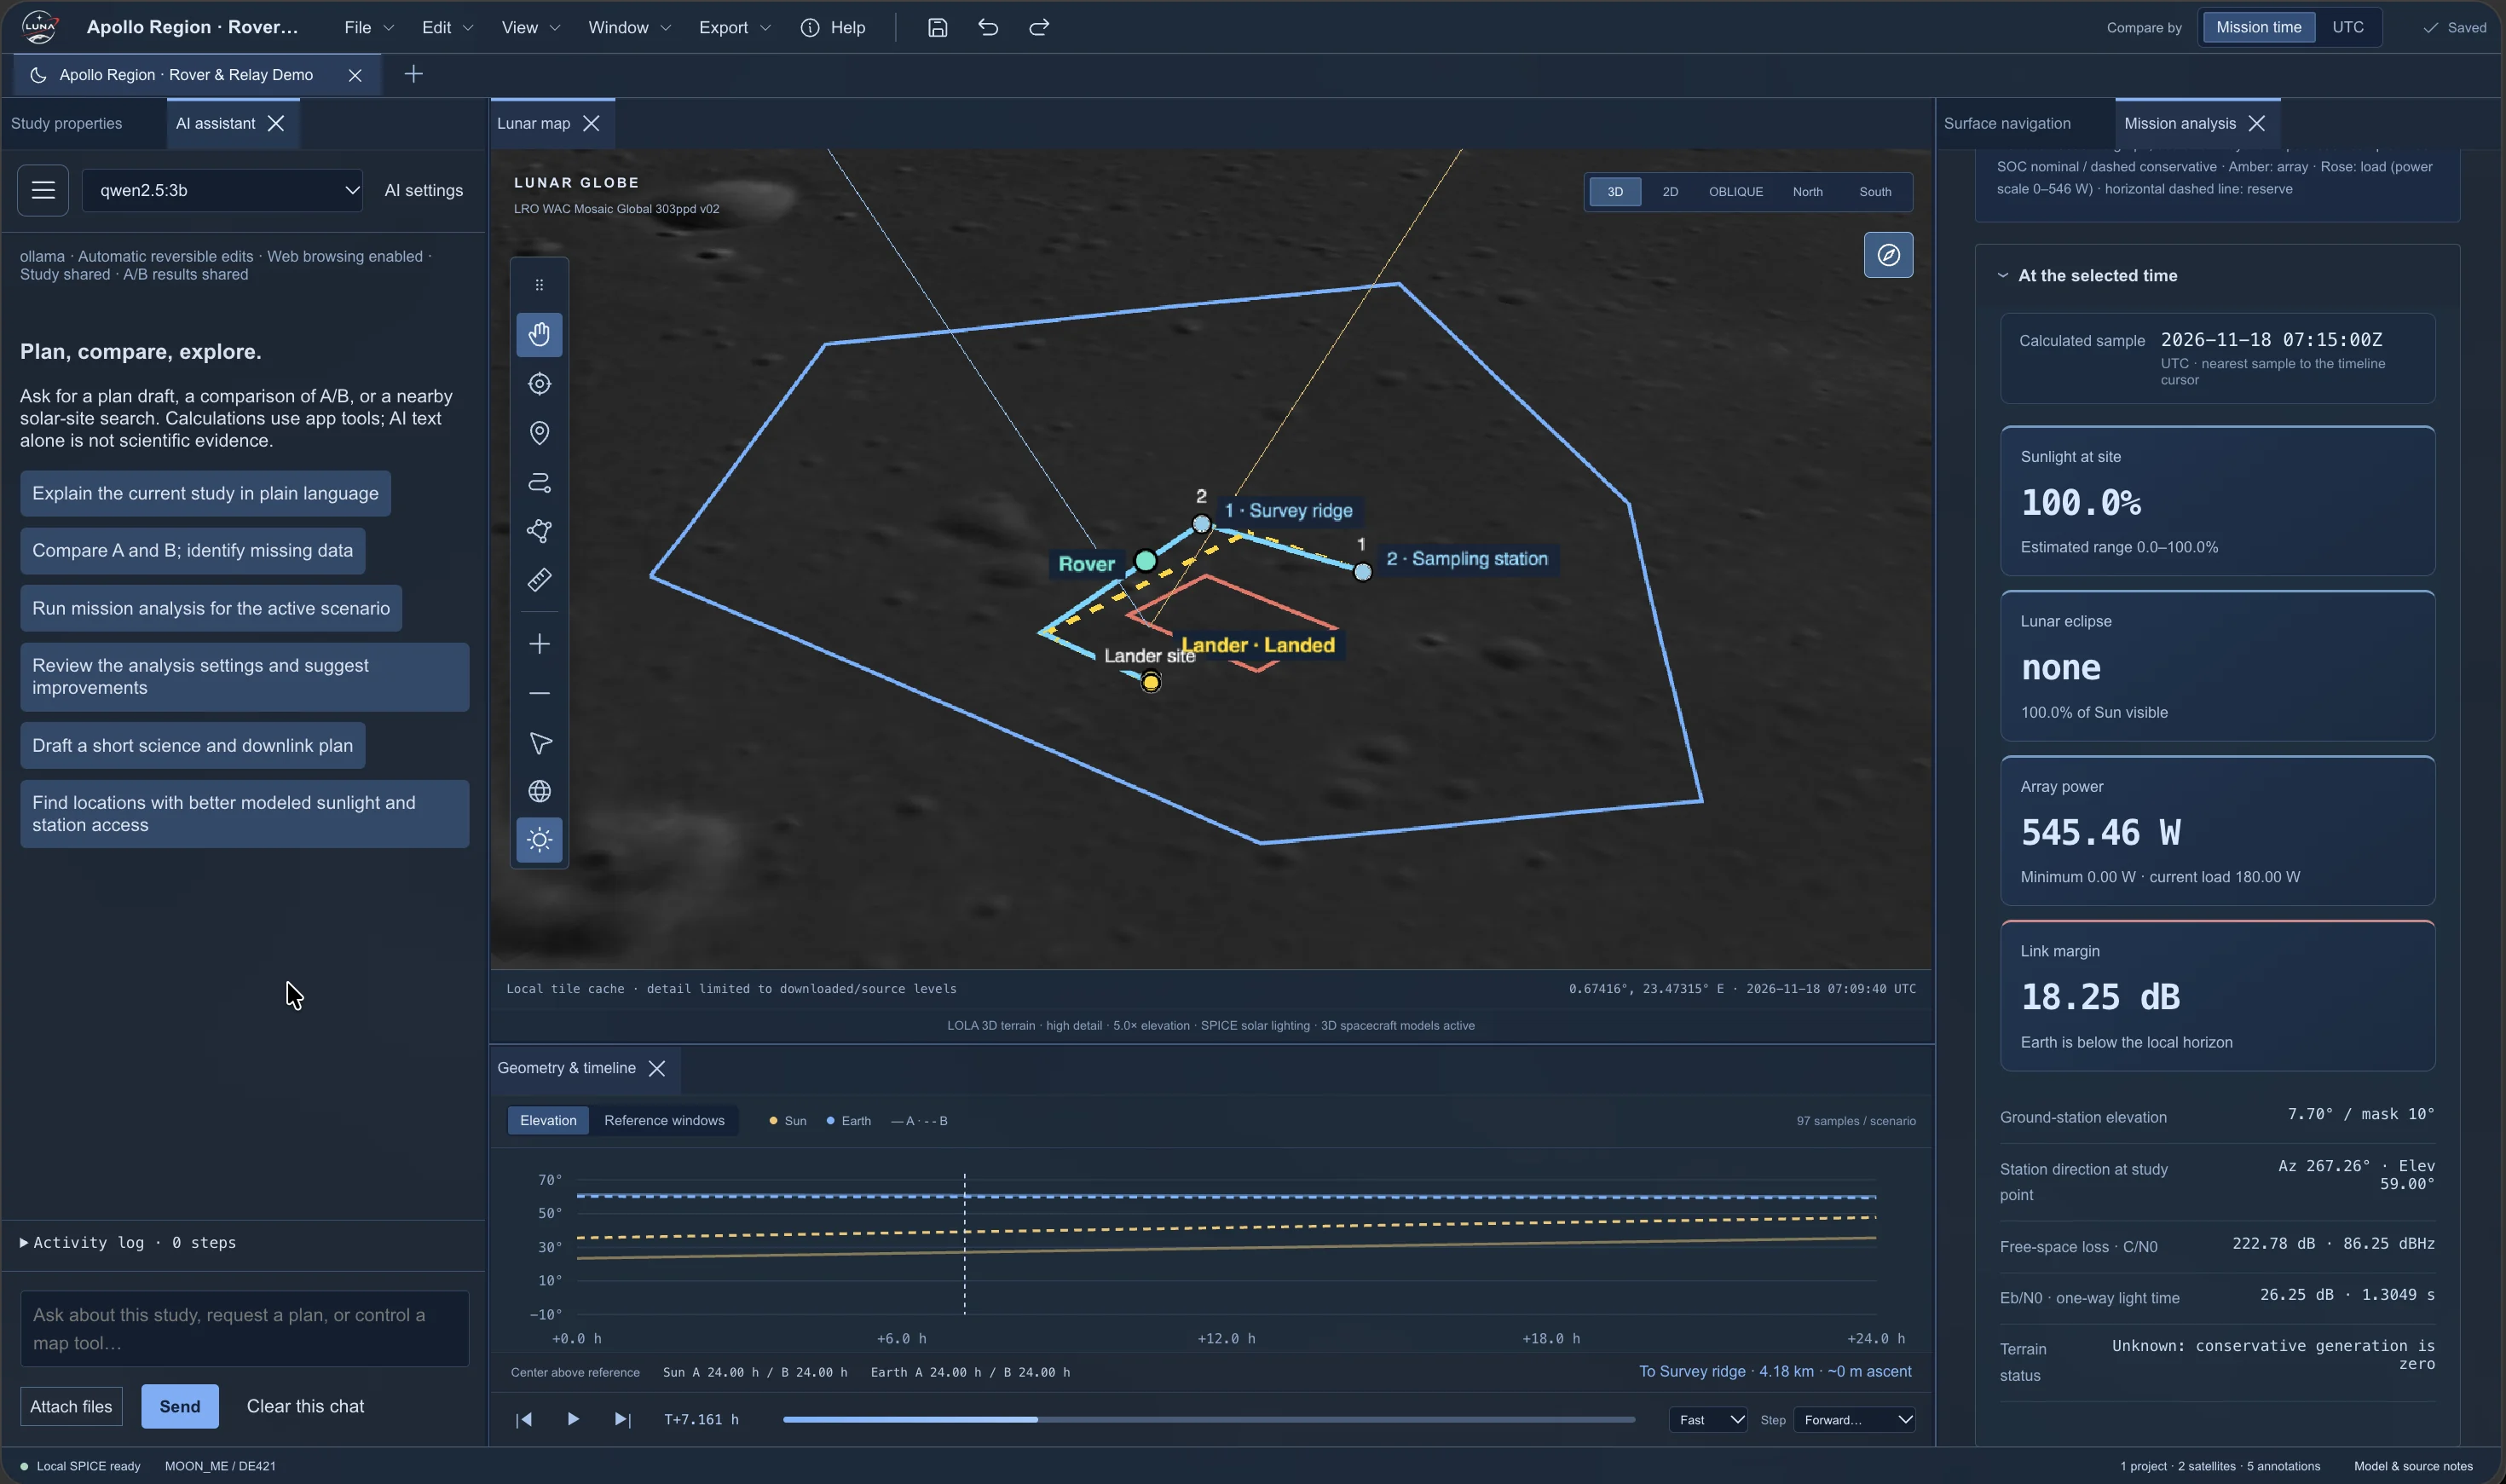 LUNA
Apollo Region · Rover...
File
Edit
View
Window
Export
Help
Compare by
Mission time
UTC
Saved
Apollo Region · Rover & Relay Demo
Study properties
AI assistant
qwen2.5:3b
AI settings
ollama · Automatic reversible edits · Web browsing enabled ·
Study shared · A/B results shared
Plan, compare, explore.
Ask for a plan draft, a comparison of A/B, or a nearby
solar-site search. Calculations use app tools; AI text
alone is not scientific evidence.
Explain the current study in plain language
Compare A and B; identify missing data
Run mission analysis for the active scenario
Review the analysis settings and suggest
improvements
Draft a short science and downlink plan
Find locations with better modeled sunlight and
station access
Activity log · 0 steps
Ask about this study, request a plan, or control a
map tool...
Attach files
Send
Clear this chat
Lunar map
LUNAR GLOBE
LRO WAC Mosaic Global 303ppd v02
3D
2D
OBLIQUE
North
South
2
1 · Survey ridge
1
2 · Sampling station
Rover
Lander · Landed
Lander site
Local tile cache · detail limited to downloaded/source levels
0.67416°, 23.47315° E · 2026-11-18 07:09:40 UTC
LOLA 3D terrain · high detail · 5.0× elevation · SPICE solar lighting · 3D spacecraft models active
Geometry & timeline
Elevation
Reference windows
Sun
Earth
— A · - - B
97 samples / scenario
70°
50°
30°
10°
−10°
+0.0 h
+6.0 h
+12.0 h
+18.0 h
+24.0 h
Center above reference
Sun A 24.00 h / B 24.00 h
Earth A 24.00 h / B 24.00 h
To Survey ridge · 4.18 km · ~0 m ascent
T+7.161 h
Fast
Step
Forward...
Surface navigation
Mission analysis
SOC nominal / dashed conservative · Amber: array · Rose: load (power
scale 0–546 W) · horizontal dashed line: reserve
At the selected time
Calculated sample
2026-11-18 07:15:00Z
UTC · nearest sample to the timeline
cursor
Sunlight at site
100.0%
Estimated range 0.0–100.0%
Lunar eclipse
none
100.0% of Sun visible
Array power
545.46 W
Minimum 0.00 W · current load 180.00 W
Link margin
18.25 dB
Earth is below the local horizon
Ground-station elevation
7.70° / mask 10°
Station direction at study
point
Az 267.26° · Elev
59.00°
Free-space loss · C/N0
222.78 dB · 86.25 dBHz
Eb/N0 · one-way light time
26.25 dB · 1.3049 s
Terrain
status
Unknown: conservative generation is
zero
Local SPICE ready
MOON_ME / DE421
1 project · 2 satellites · 5 annotations
Model & source notes